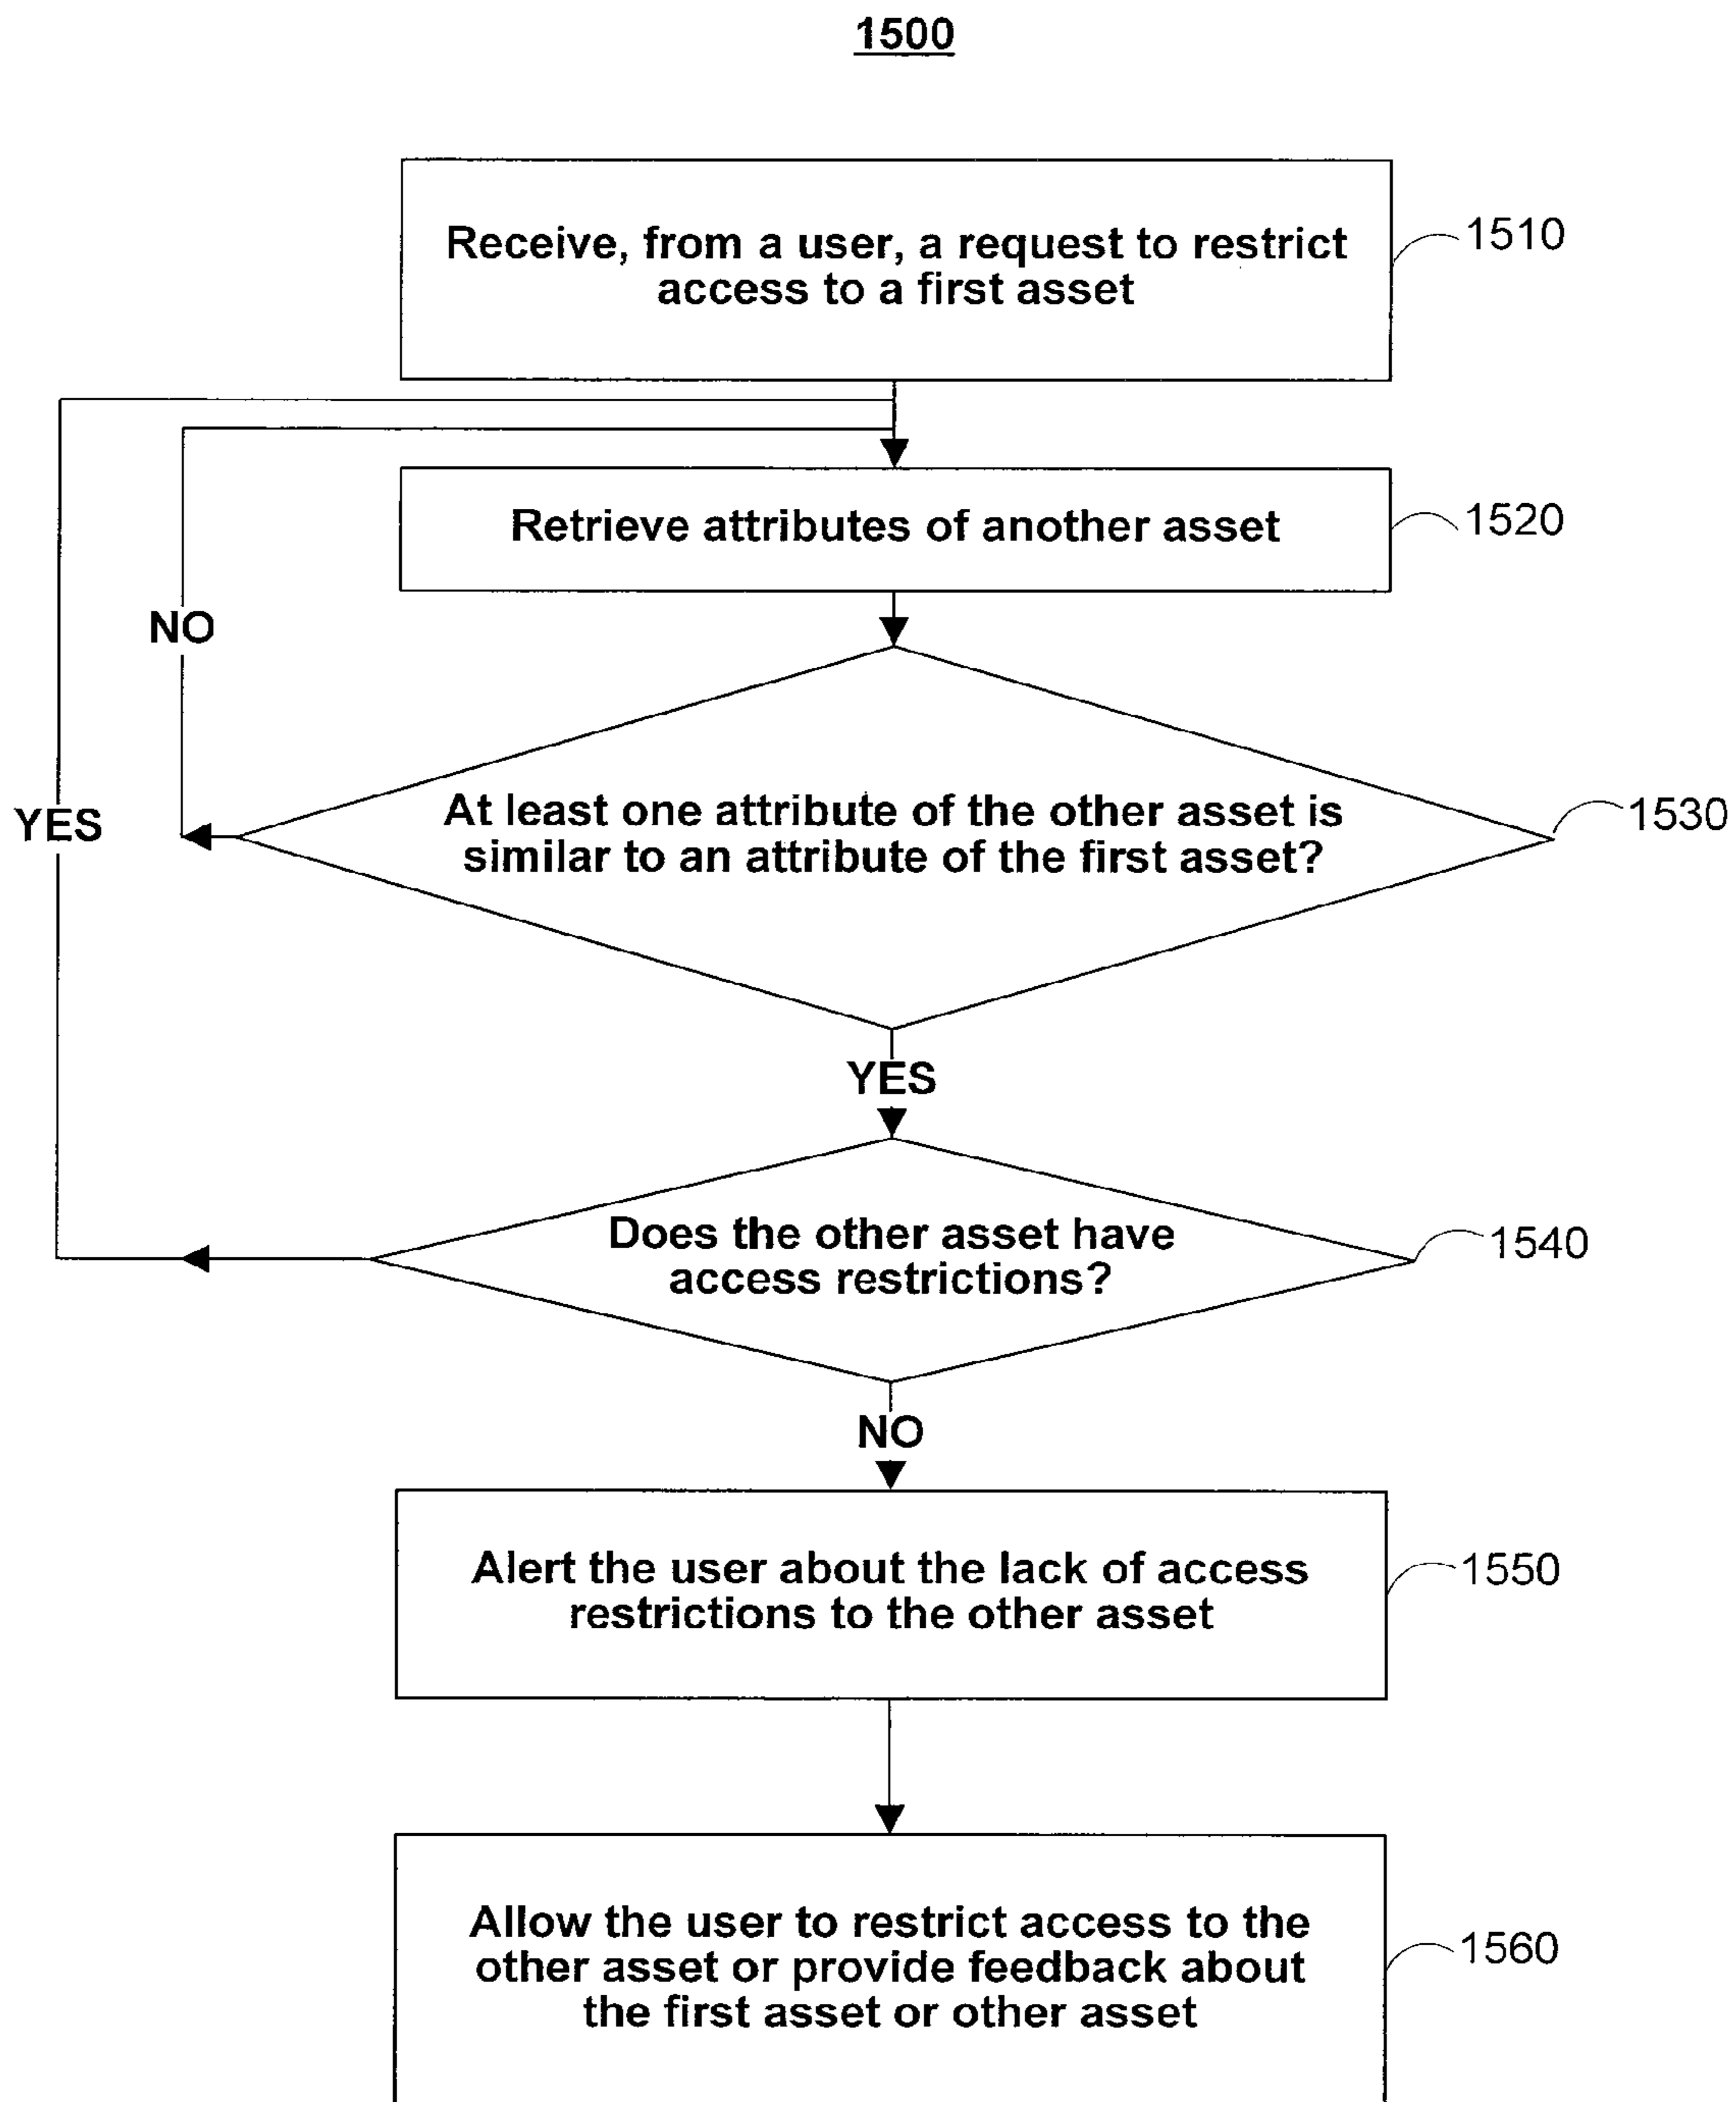 1500
Receive, from a user, a request to restrict
access to a first asset
1510
Retrieve attributes of another asset
1520
NO
At least one attribute of the other asset is
similar to an attribute of the first asset?
1530
YES
YES
Does the other asset have
access restrictions?
1540
NO
Alert the user about the lack of access
restrictions to the other asset
1550
Allow the user to restrict access to the
other asset or provide feedback about
the first asset or other asset
1560